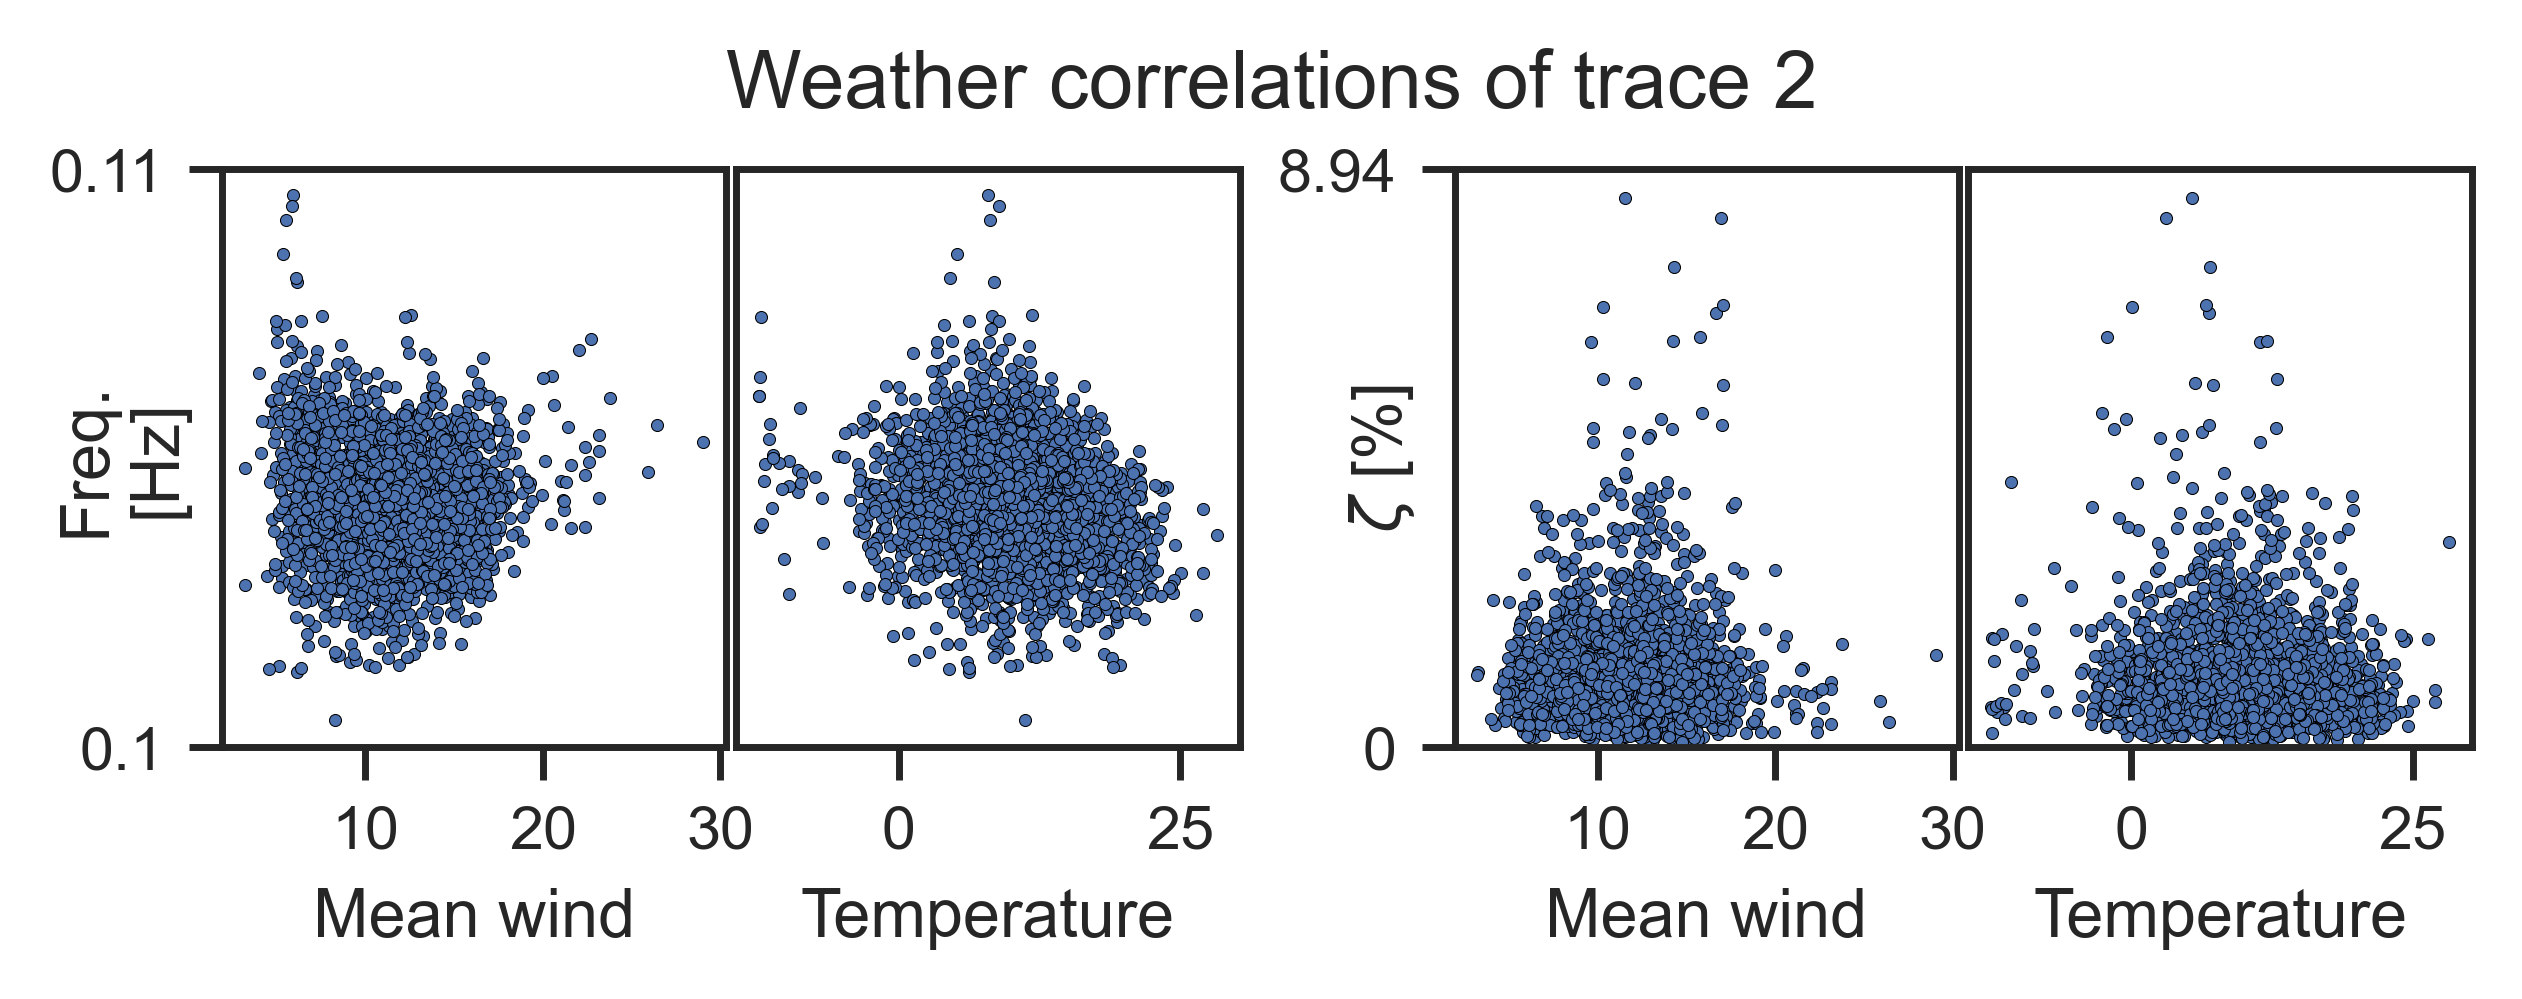 Weather correlations of trace 2
0.11
0.1
Freq.
[Hz]
10
20
30
Mean wind
0
25
Temperature
8.94
0
ζ [%]
10
20
30
Mean wind
0
25
Temperature